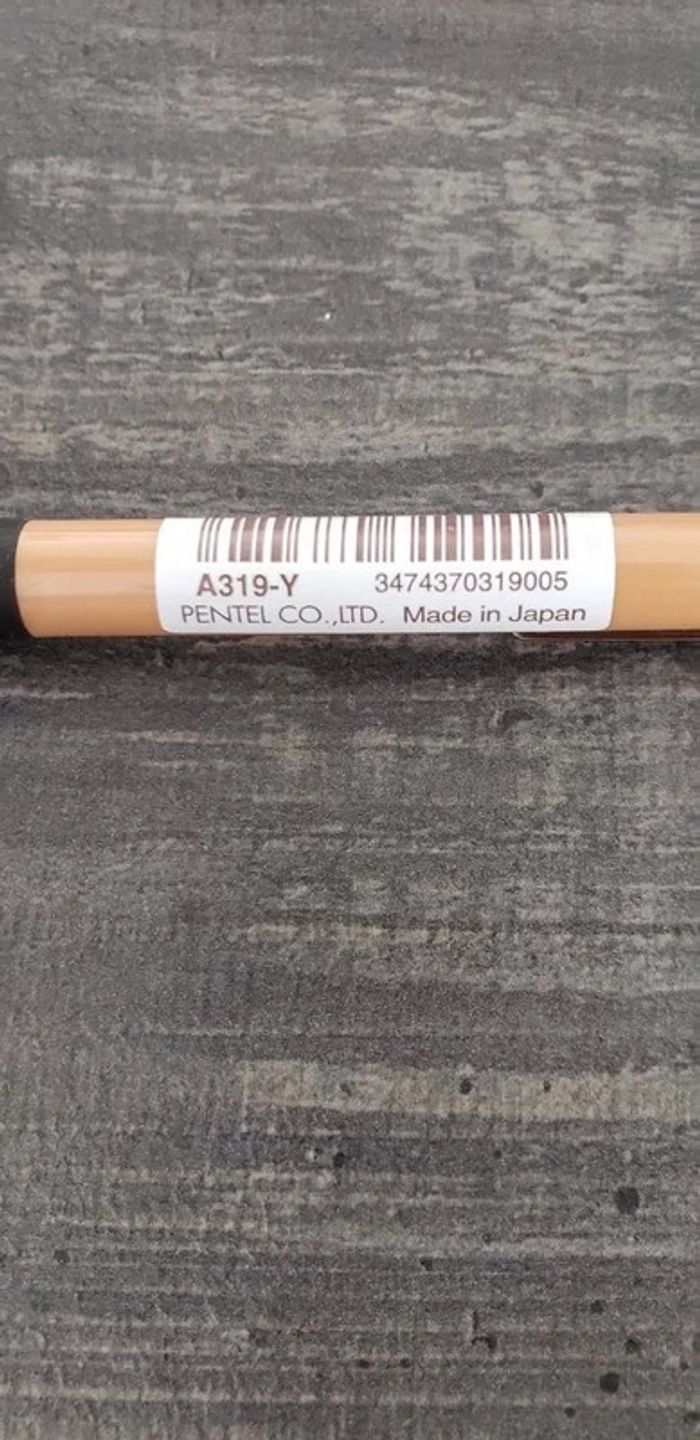 A319-Y 3474370319005
PENTEL CO.,LTD. Made in Japan